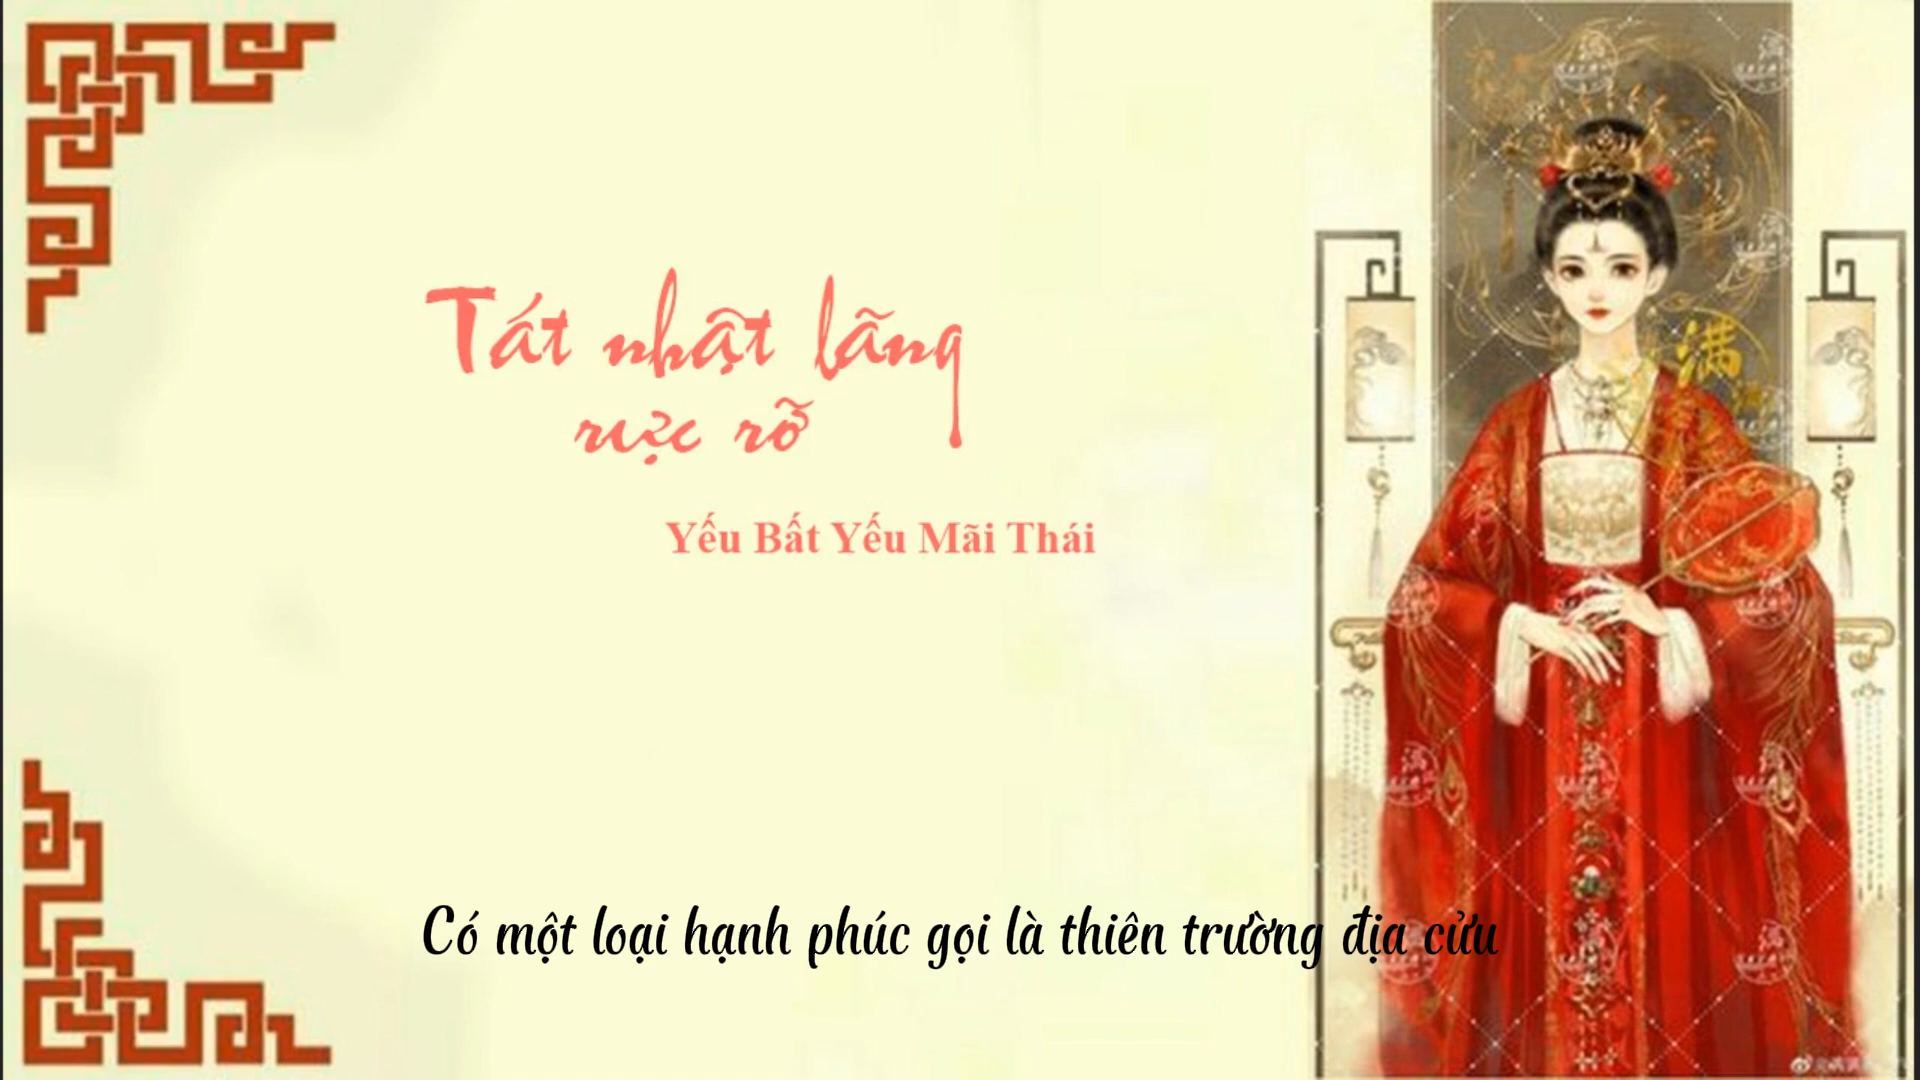 Tát nhật lãng
rực rỡ
Yếu Bất Yếu Mãi Thái
满
Có một loại hạnh phúc gọi là thiên trường địa cửu